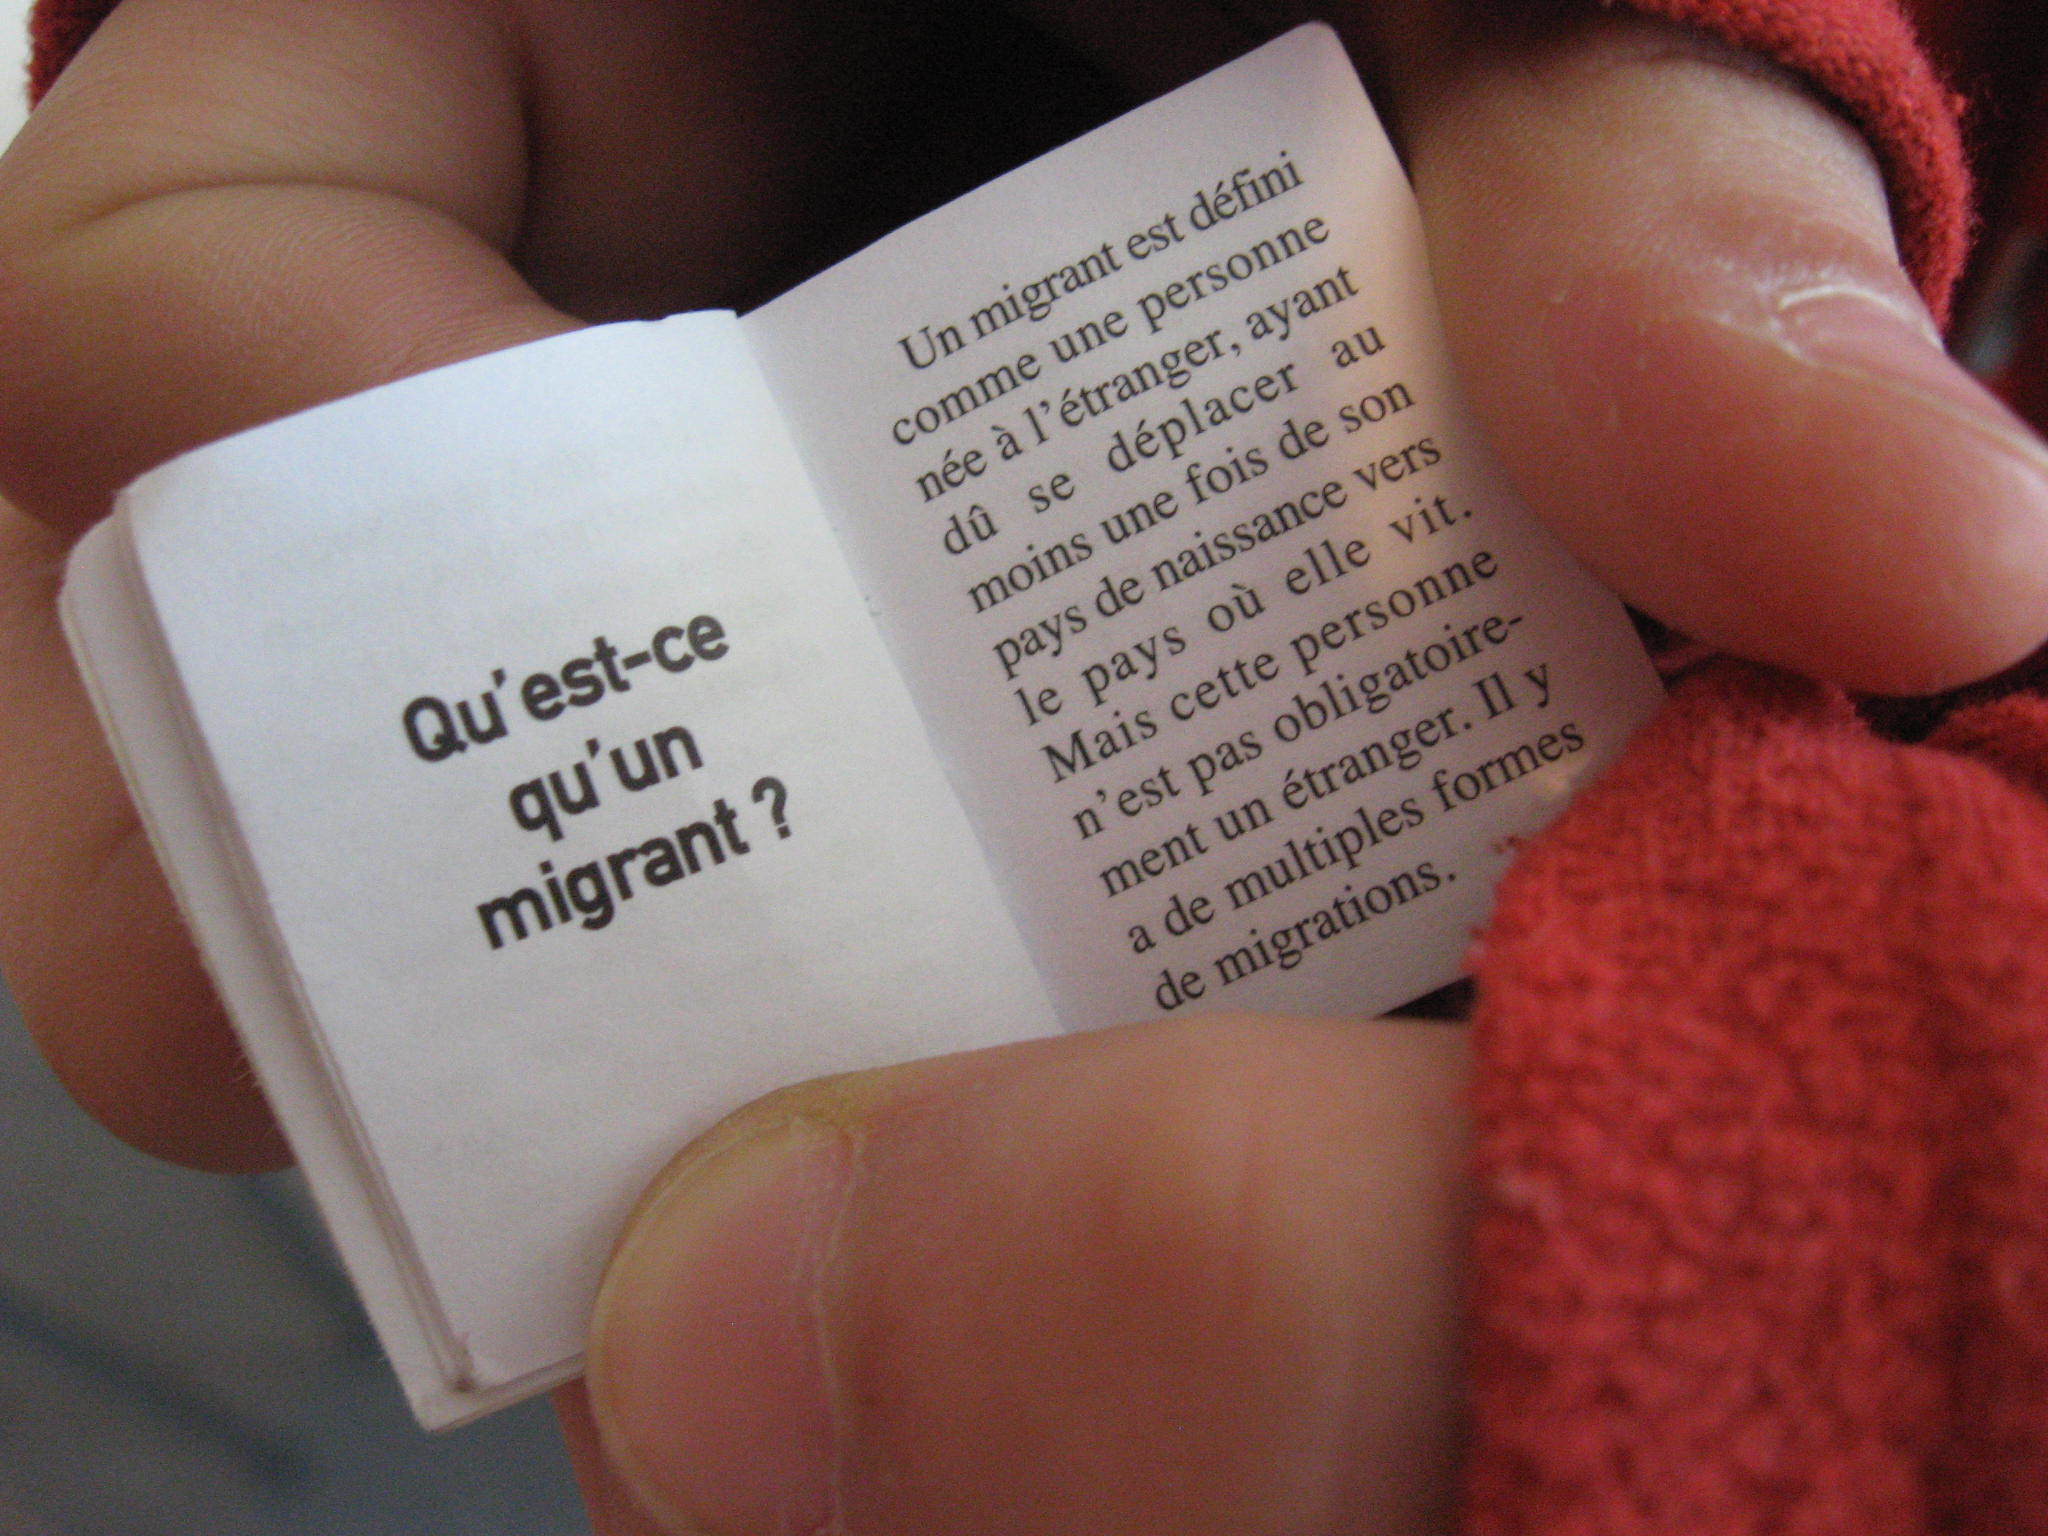 Qu'est-ce
qu'un
migrant ?
Un migrant est défini
comme une personne
née à l'étranger, ayant
dû se déplacer au
moins une fois de son
pays de naissance vers
le pays où elle vit.
Mais cette personne
n'est pas obligatoire-
ment un étranger. Il y
a de multiples formes
de migrations.